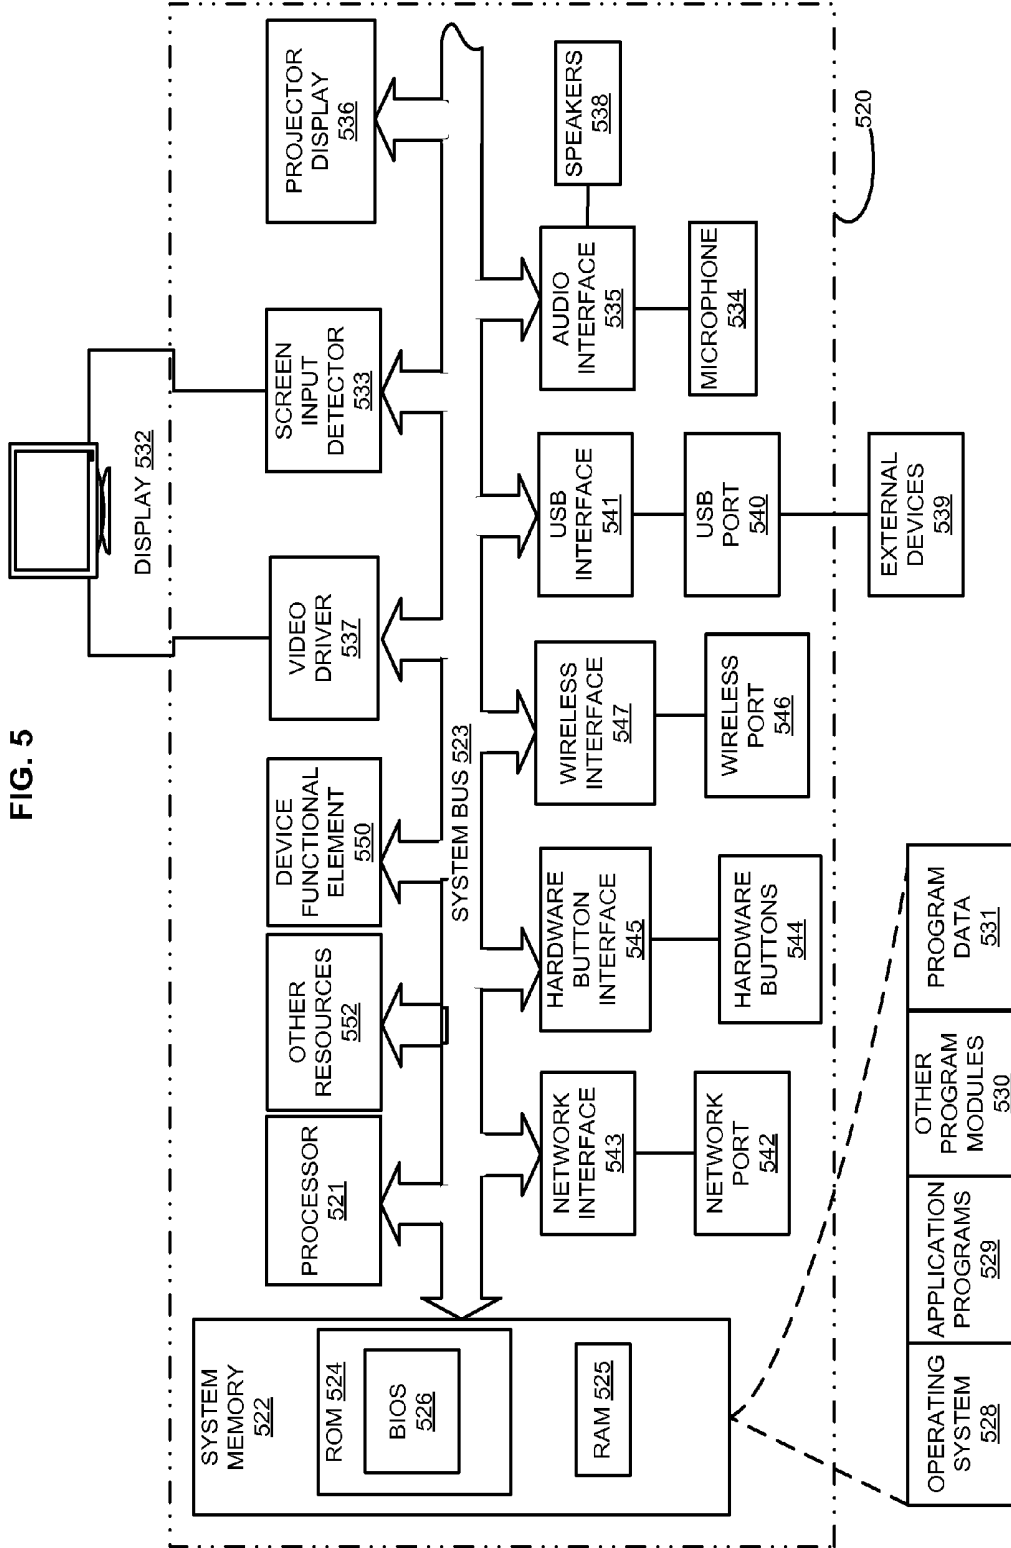 FIG. 5
DISPLAY 532
SYSTEM
MEMORY
522
ROM 524
BIOS
526
RAM 525
PROCESSOR
521
OTHER
RESOURCES
552
DEVICE
FUNCTIONAL
ELEMENT
550
VIDEO
DRIVER
537
SCREEN
INPUT
DETECTOR
533
PROJECTOR
DISPLAY
536
SYSTEM BUS 523
NETWORK
INTERFACE
543
HARDWARE
BUTTON
INTERFACE
545
WIRELESS
INTERFACE
547
USB
INTERFACE
541
AUDIO
INTERFACE
535
SPEAKERS
538
NETWORK
PORT
542
HARDWARE
BUTTONS
544
WIRELESS
PORT
546
USB
PORT
540
MICROPHONE
534
520
OPERATING
SYSTEM
528
APPLICATION
PROGRAMS
529
OTHER
PROGRAM
MODULES
530
PROGRAM
DATA
531
EXTERNAL
DEVICES
539